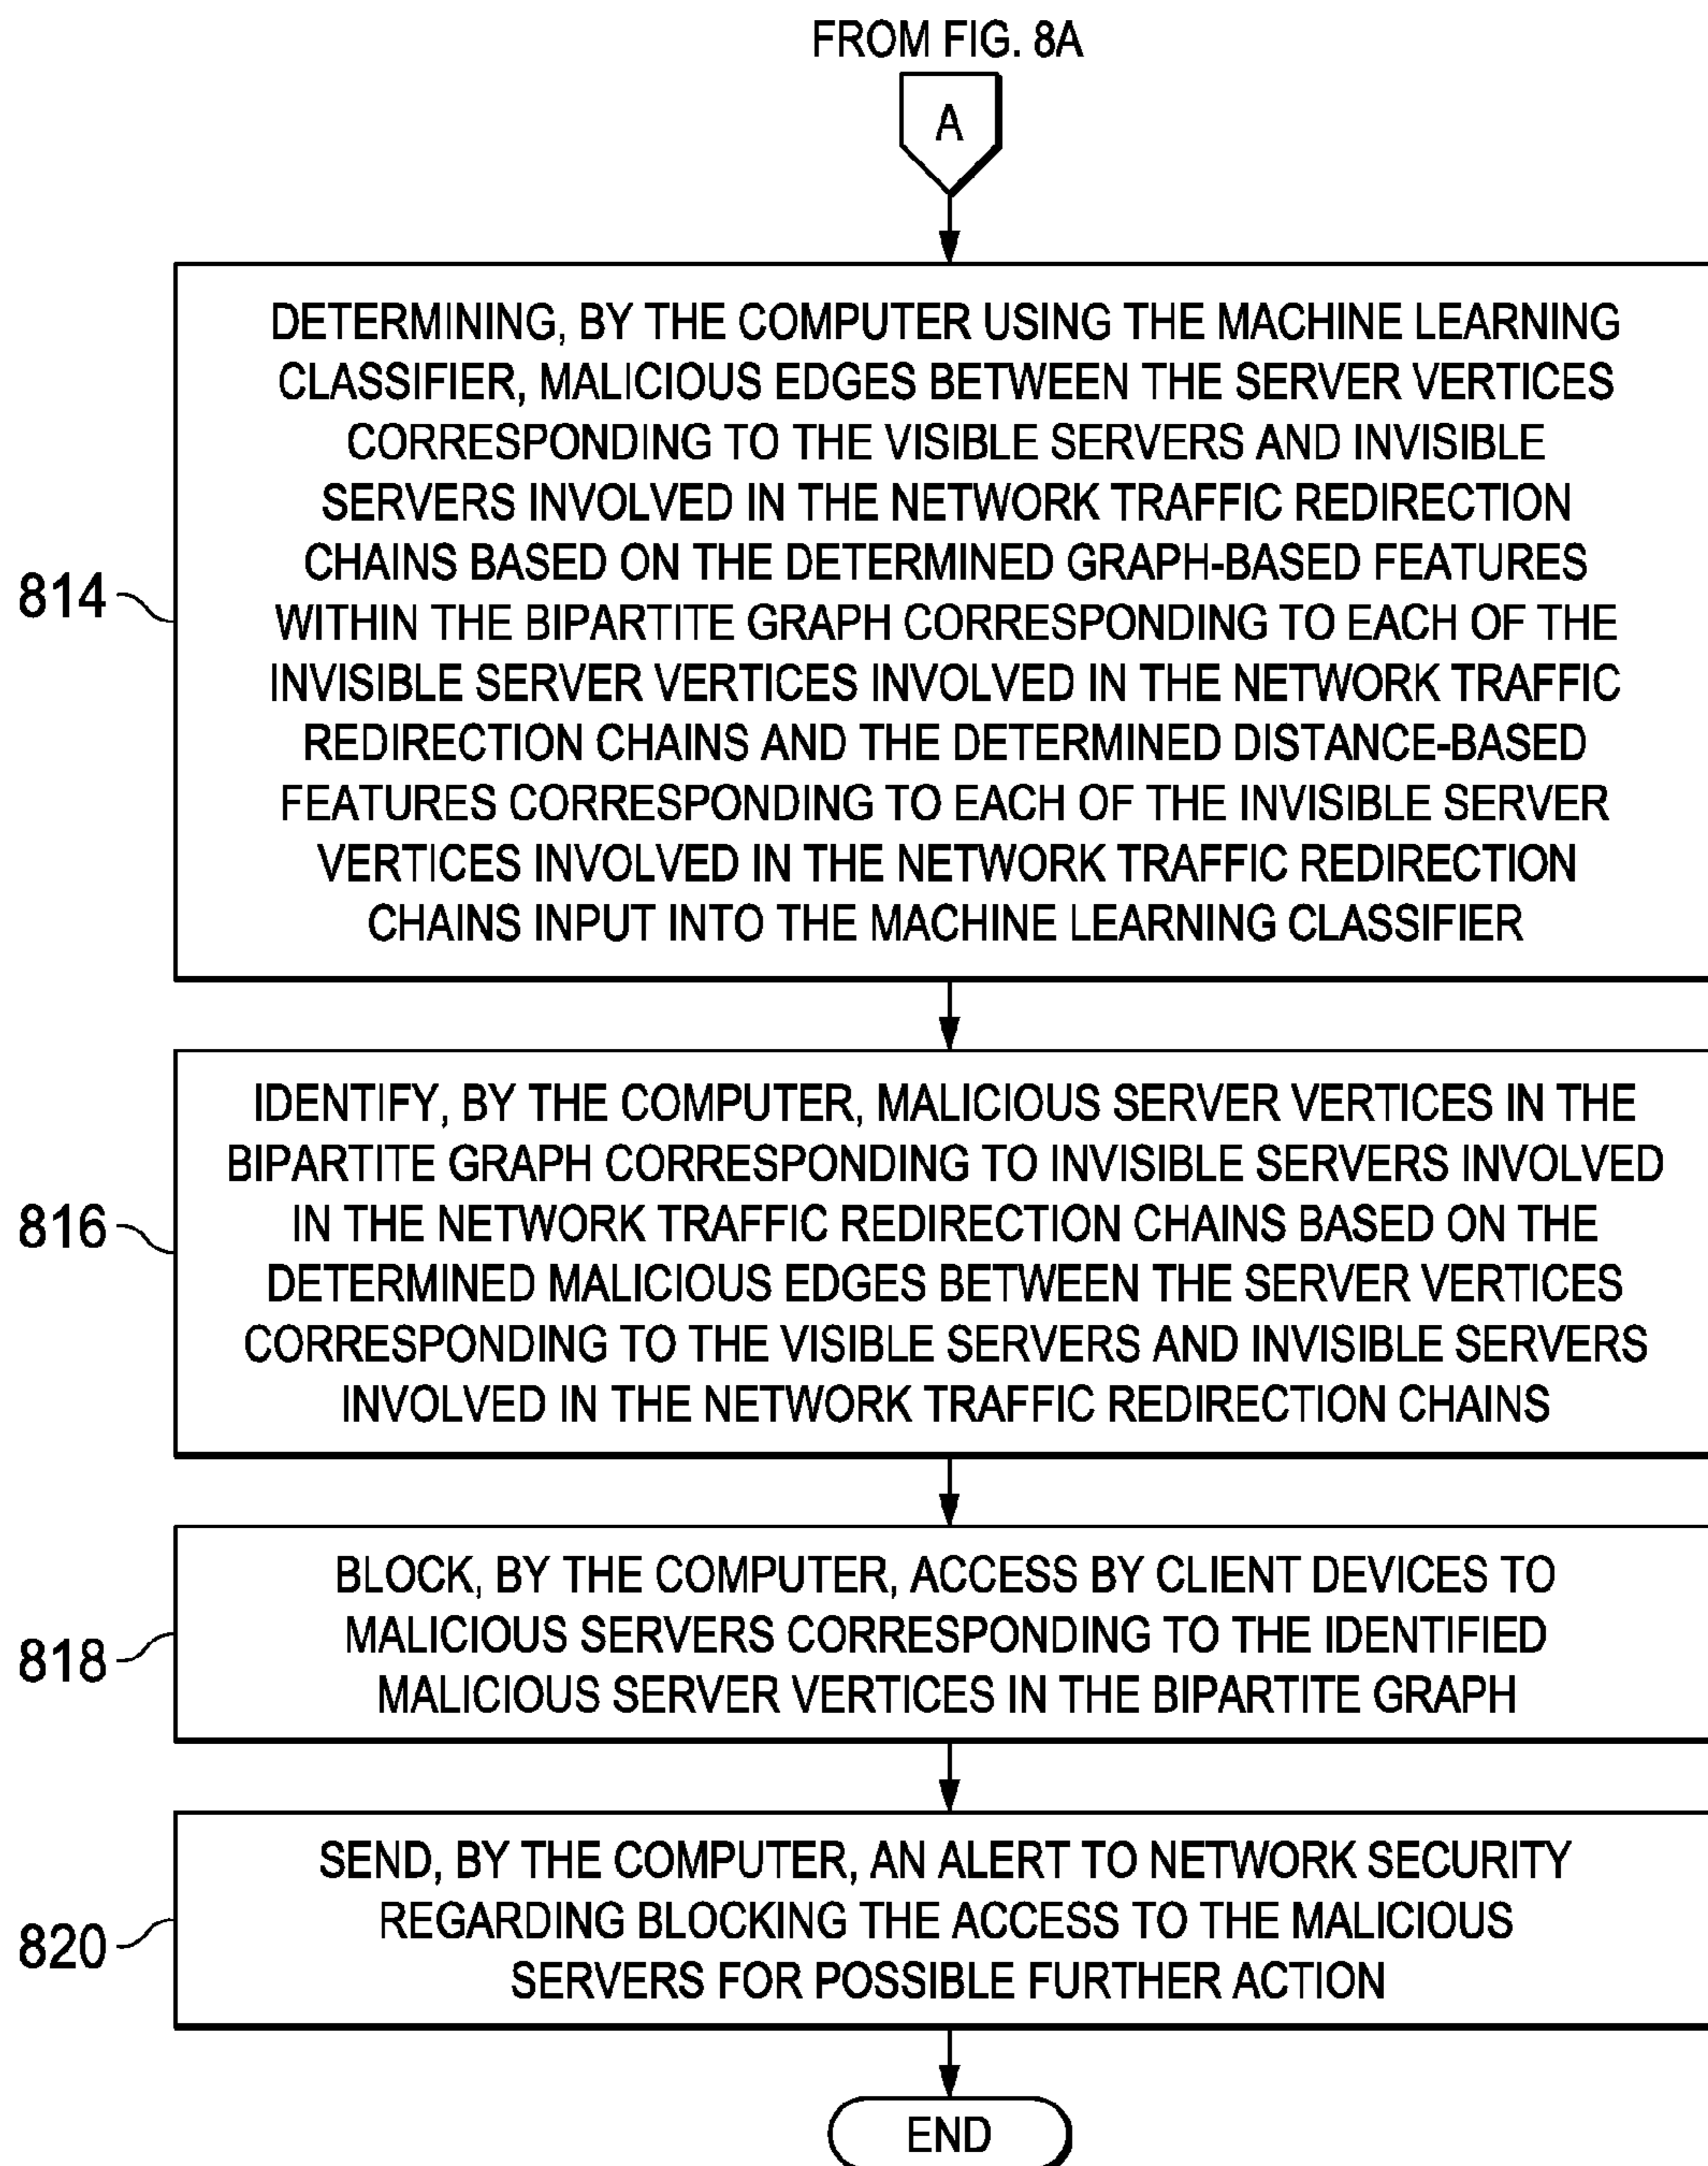 FROM FIG. 8A
A
814
DETERMINING, BY THE COMPUTER USING THE MACHINE LEARNING
CLASSIFIER, MALICIOUS EDGES BETWEEN THE SERVER VERTICES
CORRESPONDING TO THE VISIBLE SERVERS AND INVISIBLE
SERVERS INVOLVED IN THE NETWORK TRAFFIC REDIRECTION
CHAINS BASED ON THE DETERMINED GRAPH-BASED FEATURES
WITHIN THE BIPARTITE GRAPH CORRESPONDING TO EACH OF THE
INVISIBLE SERVER VERTICES INVOLVED IN THE NETWORK TRAFFIC
REDIRECTION CHAINS AND THE DETERMINED DISTANCE-BASED
FEATURES CORRESPONDING TO EACH OF THE INVISIBLE SERVER
VERTICES INVOLVED IN THE NETWORK TRAFFIC REDIRECTION
CHAINS INPUT INTO THE MACHINE LEARNING CLASSIFIER
816
IDENTIFY, BY THE COMPUTER, MALICIOUS SERVER VERTICES IN THE
BIPARTITE GRAPH CORRESPONDING TO INVISIBLE SERVERS INVOLVED
IN THE NETWORK TRAFFIC REDIRECTION CHAINS BASED ON THE
DETERMINED MALICIOUS EDGES BETWEEN THE SERVER VERTICES
CORRESPONDING TO THE VISIBLE SERVERS AND INVISIBLE SERVERS
INVOLVED IN THE NETWORK TRAFFIC REDIRECTION CHAINS
818
BLOCK, BY THE COMPUTER, ACCESS BY CLIENT DEVICES TO
MALICIOUS SERVERS CORRESPONDING TO THE IDENTIFIED
MALICIOUS SERVER VERTICES IN THE BIPARTITE GRAPH
820
SEND, BY THE COMPUTER, AN ALERT TO NETWORK SECURITY
REGARDING BLOCKING THE ACCESS TO THE MALICIOUS
SERVERS FOR POSSIBLE FURTHER ACTION
END